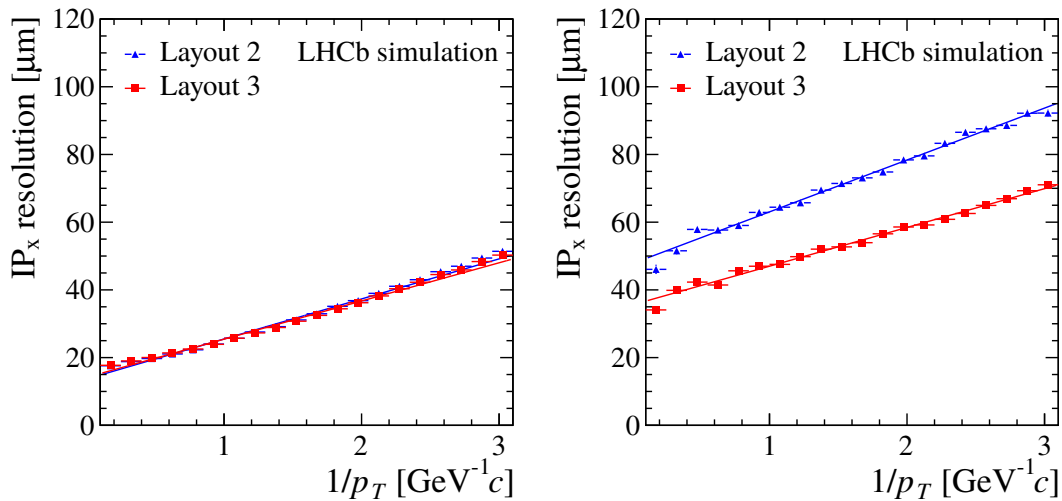 IPₓ resolution [μm]
120
100
80
60
40
20
0
Layout 2 LHCb simulation
Layout 3
1 2 3
1/p_T [GeV⁻¹c]
IPₓ resolution [μm]
120
100
80
60
40
20
0
Layout 2 LHCb simulation
Layout 3
1 2 3
1/p_T [GeV⁻¹c]